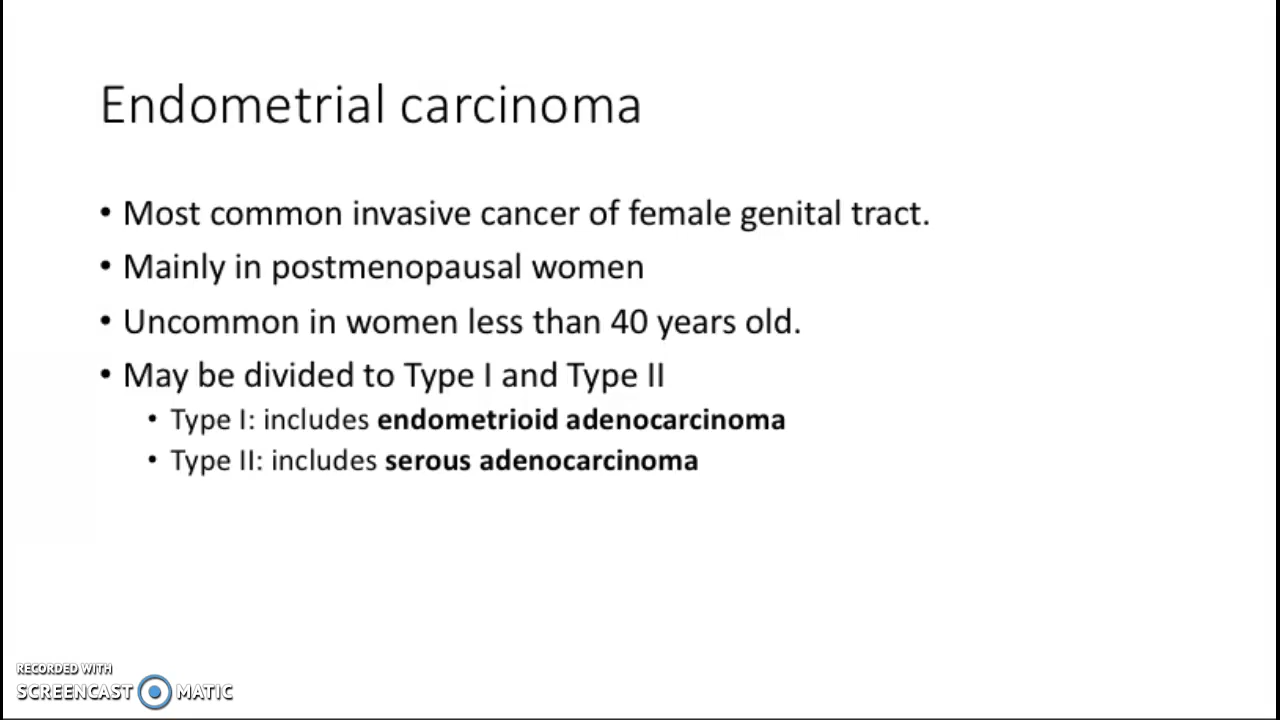 Endometrial carcinoma
• Most common invasive cancer of female genital tract.
• Mainly in postmenopausal women
• Uncommon in women less than 40 years old.
• May be divided to Type I and Type II
• Type I: includes endometrioid adenocarcinoma
• Type II: includes serous adenocarcinoma
RECORDED WITH
SCREENCAST MATIC